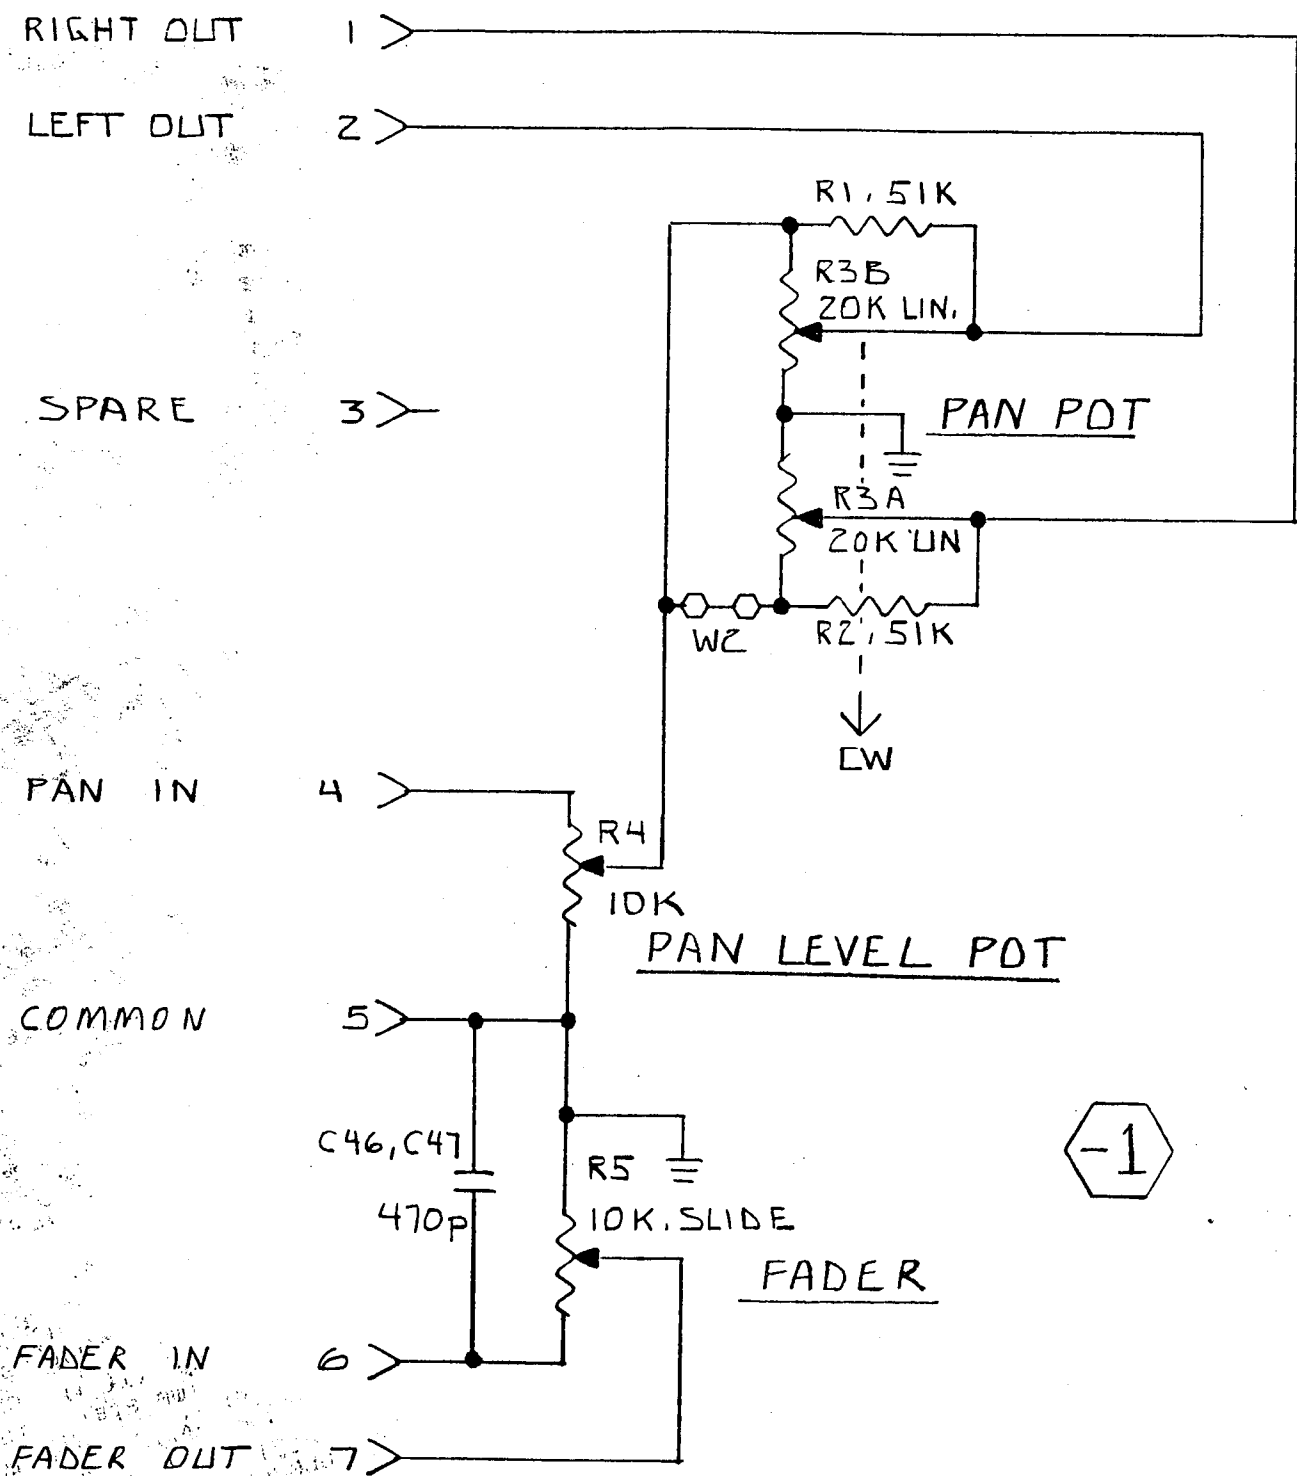 RIGHT OUT 1
LEFT OUT 2
R1, 51K
R3B
20K LIN.
SPARE 3
PAN POT
R3A
20K LIN
W2
R2, 51K
CW
PAN IN 4
R4
10K
PAN LEVEL POT
COMMON 5
C46, C47
470p
R5
10K, SLIDE
-1
FADER
FADER IN 6
FADER OUT 7